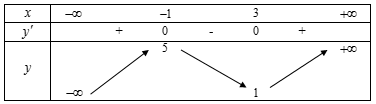 x –∞ –1 3 +∞
y' + 0 - 0 +
5 +∞
y
–∞ 1